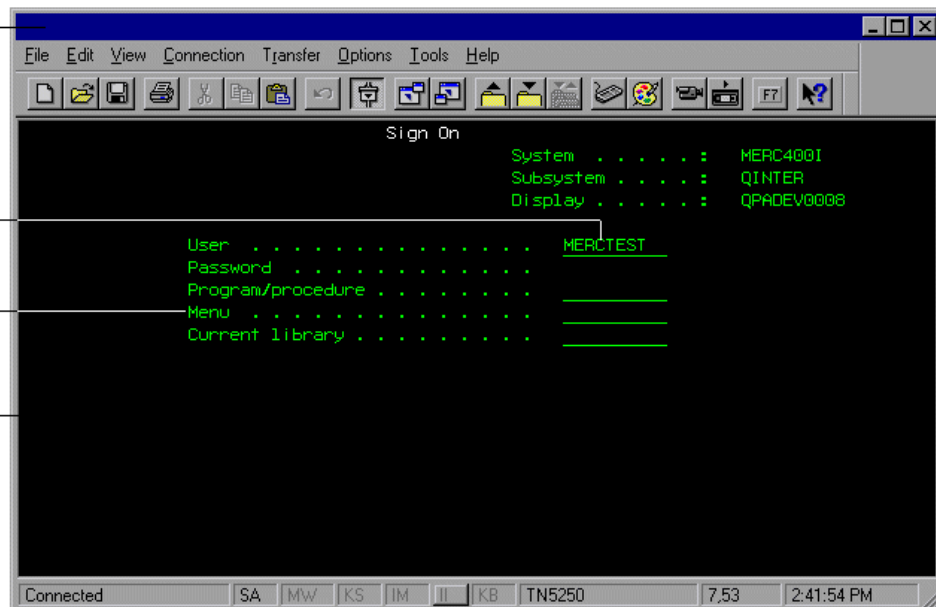 File Edit View Connection Transfer Options Tools Help
F7
Sign On
System . . . . . : MERC400I
Subsystem . . . . : QINTER
Display . . . . . : QPADEV0008
User . . . . . . . . . . . . . . MERCTEST
Password . . . . . . . . . . . .
Program/procedure . . . . . . . .
Menu . . . . . . . . . . . . . .
Current library . . . . . . . . .
Connected SA MW KS IM II KB TN5250 7,53 2:41:54 PM